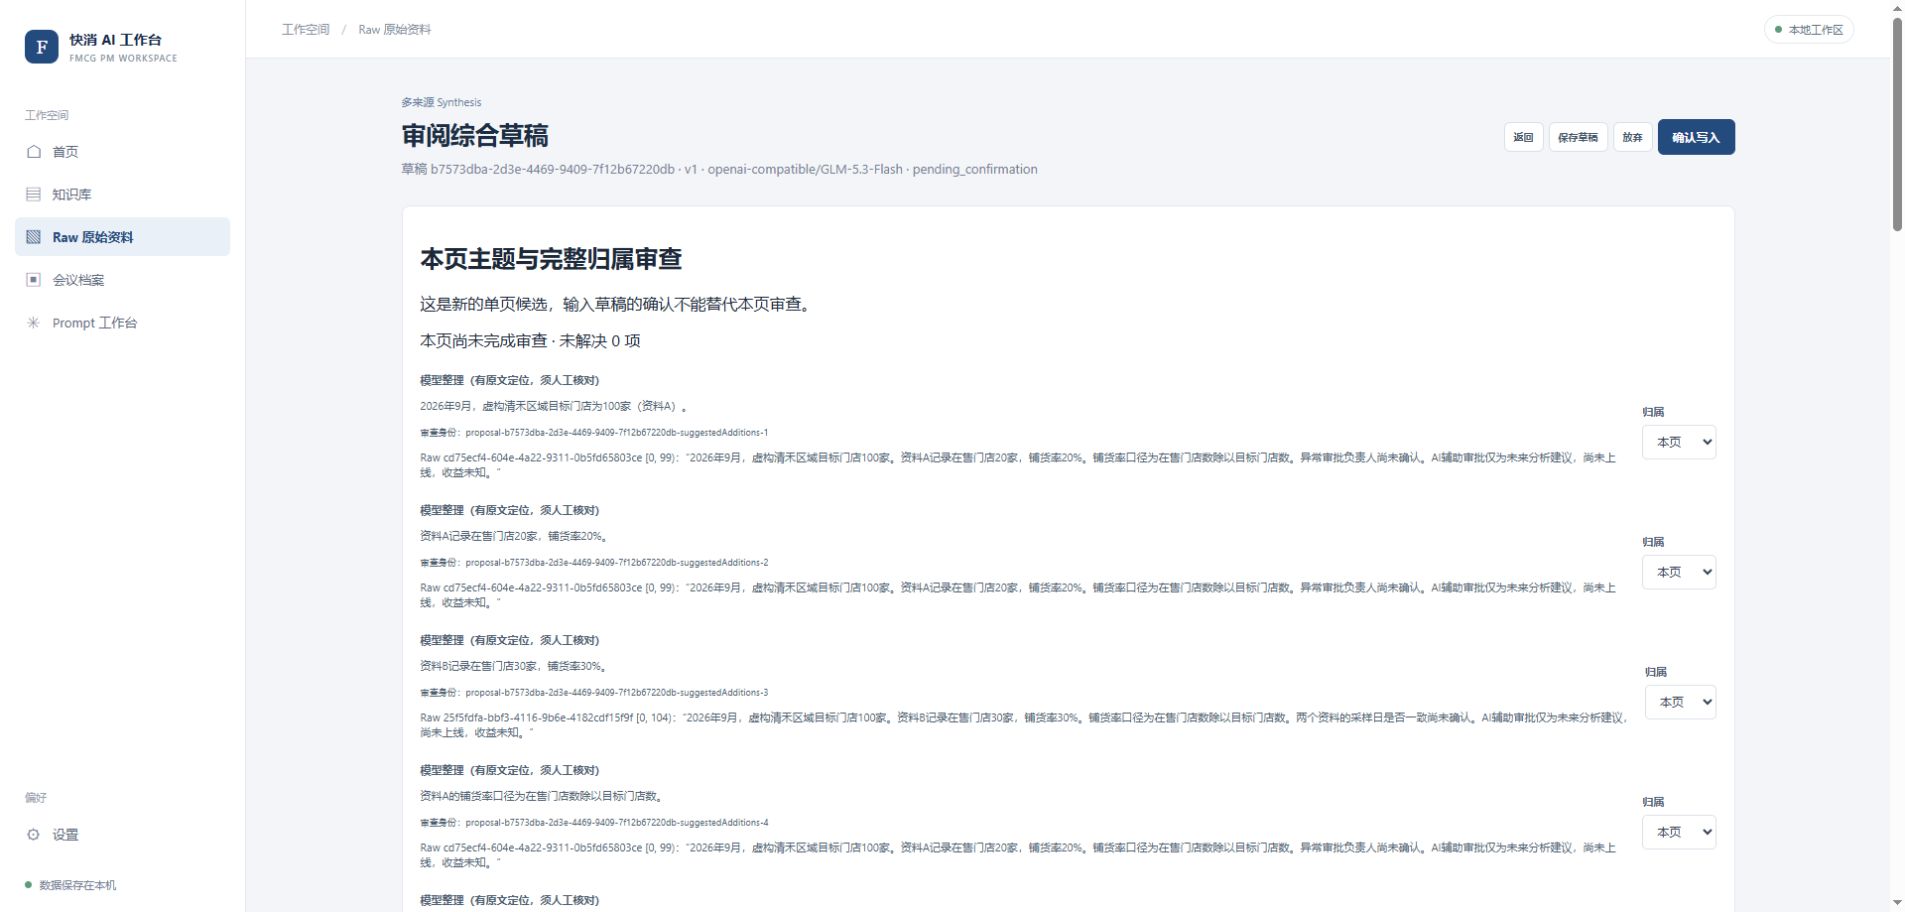 F
快消 AI 工作台
FMCG PM WORKSPACE
工作空间
首页
知识库
Raw 原始资料
会议档案
Prompt 工作台
偏好
设置
数据保存在本机
工作空间 / Raw 原始资料
本地工作区
多来源 Synthesis
审阅综合草稿
草稿 b7573dba-2d3e-4469-9409-7f12b67220db · v1 · openai-compatible/GLM-5.3-Flash · pending_confirmation
返回
保存草稿
放弃
确认写入
本页主题与完整归属审查
这是新的单页候选，输入草稿的确认不能替代本页审查。
本页尚未完成审查 · 未解决 0 项
模型整理（有原文定位，须人工核对）
2026年9月，虚构清禾区域目标门店为100家（资料A）。
审查身份：proposal-b7573dba-2d3e-4469-9409-7f12b67220db-suggestedAdditions-1
Raw cd75ecf4-604e-4a22-9311-0b5fd65803ce [0, 99)：“2026年9月，虚构清禾区域目标门店100家。资料A记录在售门店20家，铺货率20%。铺货率口径为在售门店数除以目标门店数。异常审批负责人尚未确认。AI辅助审批仅为未来分析建议，尚未上
线，收益未知。”
归属
本页
模型整理（有原文定位，须人工核对）
资料A记录在售门店20家，铺货率20%。
审查身份：proposal-b7573dba-2d3e-4469-9409-7f12b67220db-suggestedAdditions-2
Raw cd75ecf4-604e-4a22-9311-0b5fd65803ce [0, 99)：“2026年9月，虚构清禾区域目标门店100家。资料A记录在售门店20家，铺货率20%。铺货率口径为在售门店数除以目标门店数。异常审批负责人尚未确认。AI辅助审批仅为未来分析建议，尚未上
线，收益未知。”
归属
本页
模型整理（有原文定位，须人工核对）
资料B记录在售门店30家，铺货率30%。
审查身份：proposal-b7573dba-2d3e-4469-9409-7f12b67220db-suggestedAdditions-3
Raw 25f5fdfa-bbf3-4116-9b6e-4182cdf15f9f [0, 104)：“2026年9月，虚构清禾区域目标门店100家。资料B记录在售门店30家，铺货率30%。铺货率口径为在售门店数除以目标门店数。两个资料的采样日是否一致尚未确认。AI辅助审批仅为未来分析建议，
尚未上线，收益未知。”
归属
本页
模型整理（有原文定位，须人工核对）
资料A的铺货率口径为在售门店数除以目标门店数。
审查身份：proposal-b7573dba-2d3e-4469-9409-7f12b67220db-suggestedAdditions-4
Raw cd75ecf4-604e-4a22-9311-0b5fd65803ce [0, 99)：“2026年9月，虚构清禾区域目标门店100家。资料A记录在售门店20家，铺货率20%。铺货率口径为在售门店数除以目标门店数。异常审批负责人尚未确认。AI辅助审批仅为未来分析建议，尚未上
线，收益未知。”
归属
本页
模型整理（有原文定位，须人工核对）